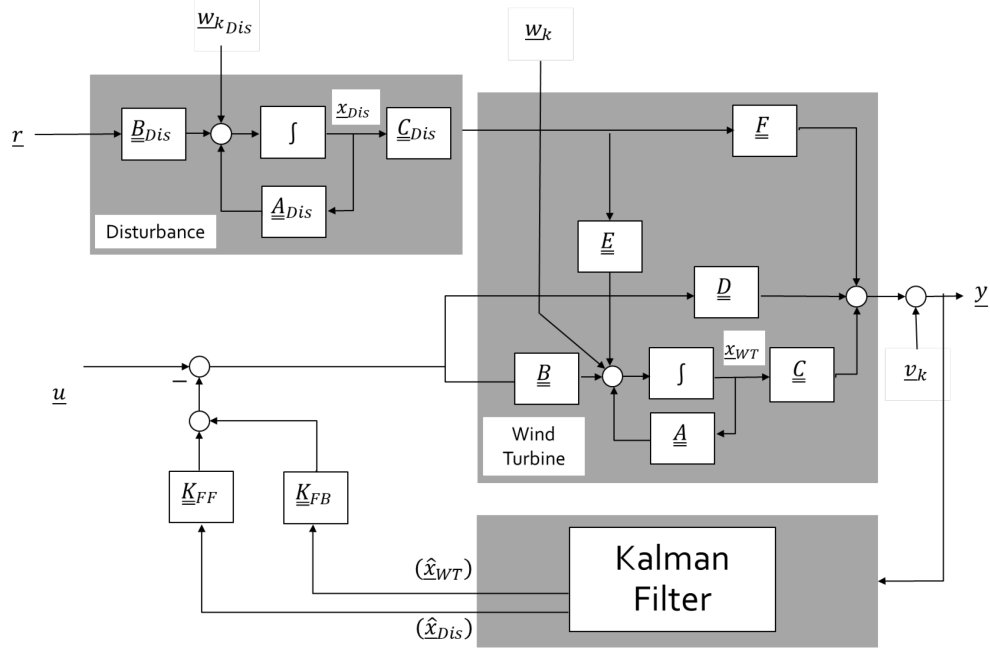 w_k_Dis
w_k
r
B_Dis
∫
x_Dis
C_Dis
F
A_Dis
Disturbance
E
D
y
x_WT
u
−
B
∫
C
v_k
A
Wind
Turbine
K_FF
K_FB
(x̂_WT)
(x̂_Dis)
Kalman
Filter